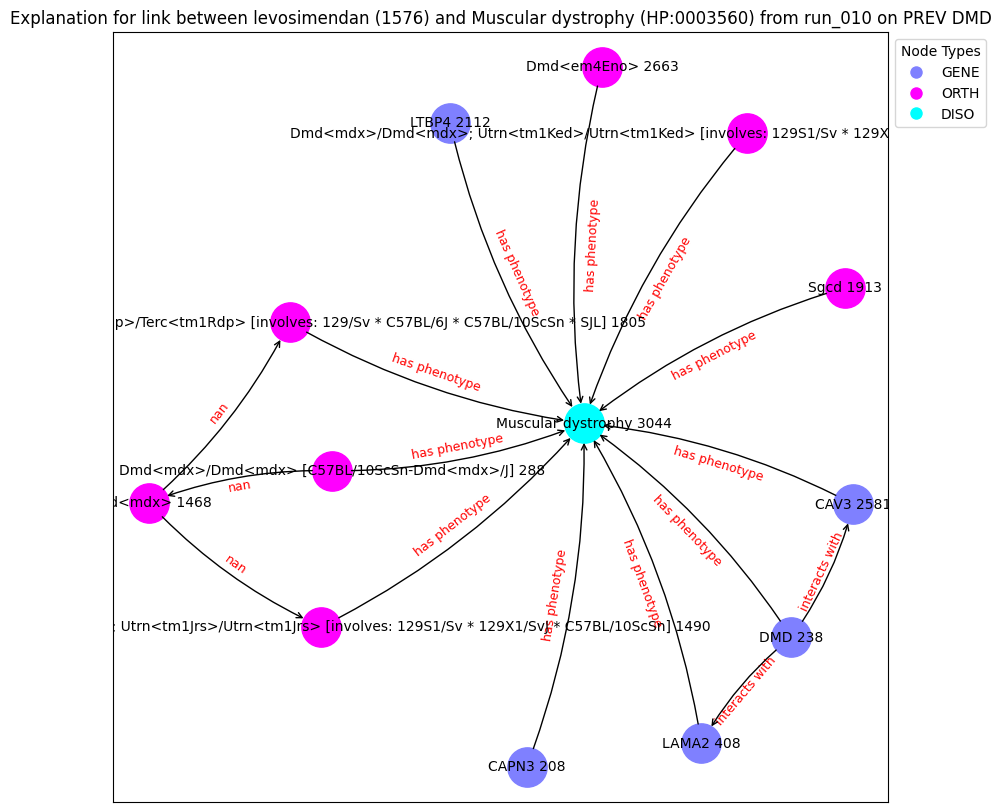 Explanation for link between levosimendan (1576) and Muscular dystrophy (HP:0003560) from run_010 on PREV DMD
Node Types
GENE
ORTH
DISO
Dmd<em4Eno> 2663
LTBP4 2112
Dmd<mdx>/Dmd<mdx>; Utrn<tm1Ked>/Utrn<tm1Ked> [involves: 129S1/Sv * 129X
has phenotype
has phenotype
has phenotype
Sgcd 1913
p>/Terc<tm1Rdp> [involves: 129/Sv * C57BL/6J * C57BL/10ScSn * SJL] 1805
has phenotype
has phenotype
nan
Muscular dystrophy 3044
has phenotype
has phenotype
Dmd<mdx>/Dmd<mdx> [C57BL/10ScSn-Dmd<mdx>/J] 288
nan
d<mdx> 1468
CAV3 2581
has phenotype
has phenotype
nan
interacts with
has phenotype
has phenotype
; Utrn<tm1Jrs>/Utrn<tm1Jrs> [involves: 129S1/Sv * 129X1/SvJ * C57BL/10ScSn] 1490
DMD 238
interacts with
LAMA2 408
CAPN3 208